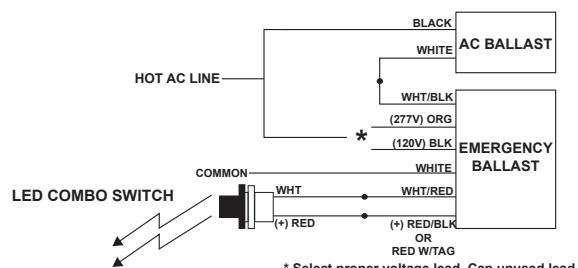 BLACK
AC BALLAST
WHITE
HOT AC LINE
WHT/BLK
(277V) ORG
*
(120V) BLK
EMERGENCY
BALLAST
COMMON
WHITE
LED COMBO SWITCH
WHT
WHT/RED
(+) RED
(+) RED/BLK
OR
RED W/TAG
* Select proper voltage lead. Cap unused lead